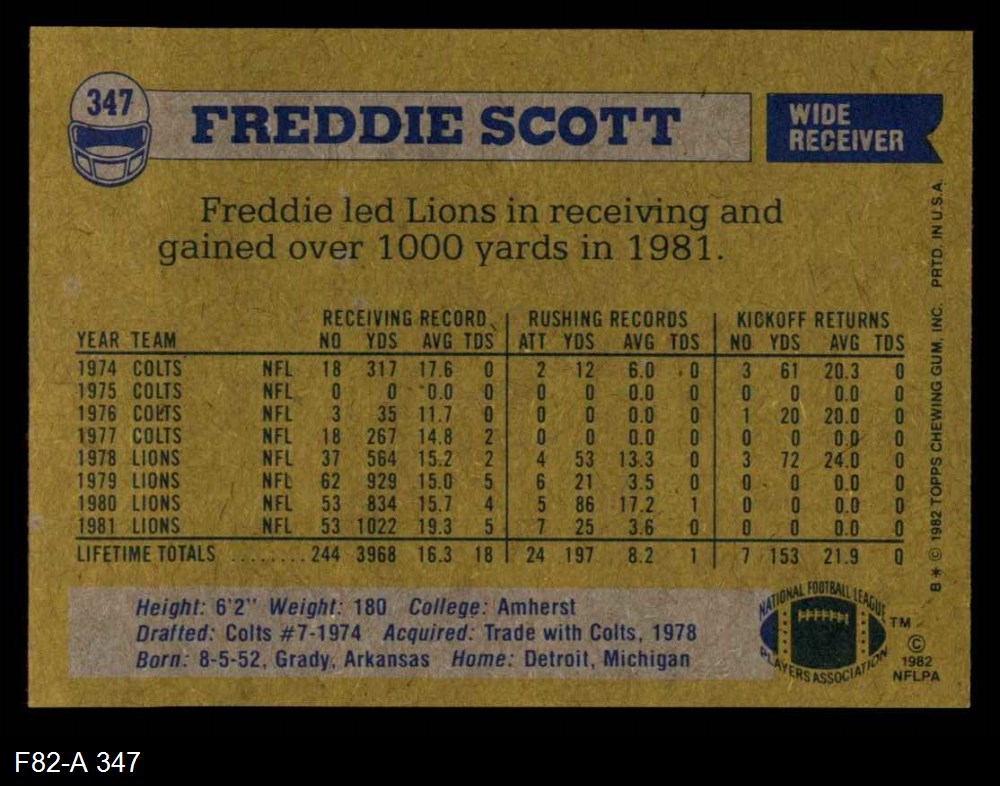 347
FREDDIE SCOTT
WIDE
RECEIVER
Freddie led Lions in receiving and
gained over 1000 yards in 1981.
RECEIVING RECORD RUSHING RECORDS KICKOFF RETURNS
YEAR TEAM NO YDS AVG TDS ATT YDS AVG TDS NO YDS AVG TDS
1974 COLTS NFL 18 317 17.6 0 2 12 6.0 0 3 61 20.3 0
1975 COLTS NFL 0 0 0.0 0 0 0 0.0 0 0 0 0.0 0
1976 COLTS NFL 3 35 11.7 0 0 0 0.0 0 1 20 20.0 0
1977 COLTS NFL 18 267 14.8 2 0 0 0.0 0 0 0 0.0 0
1978 LIONS NFL 37 564 15.2 2 4 53 13.3 0 3 72 24.0 0
1979 LIONS NFL 62 929 15.0 5 6 21 3.5 0 0 0 0.0 0
1980 LIONS NFL 53 834 15.7 4 5 86 17.2 1 0 0 0.0 0
1981 LIONS NFL 53 1022 19.3 5 7 25 3.6 0 0 0 0.0 0
LIFETIME TOTALS ........ 244 3968 16.3 18 24 197 8.2 1 7 153 21.9 0
Height: 6'2" Weight: 180 College: Amherst
Drafted: Colts #7-1974 Acquired: Trade with Colts, 1978
Born: 8-5-52, Grady, Arkansas Home: Detroit, Michigan
NATIONAL FOOTBALL LEAGUE
PLAYERS ASSOCIATION
TM
©
1982
NFLPA
B * © 1982 TOPPS CHEWING GUM, INC. PRTD. IN U.S.A.
F82-A 347